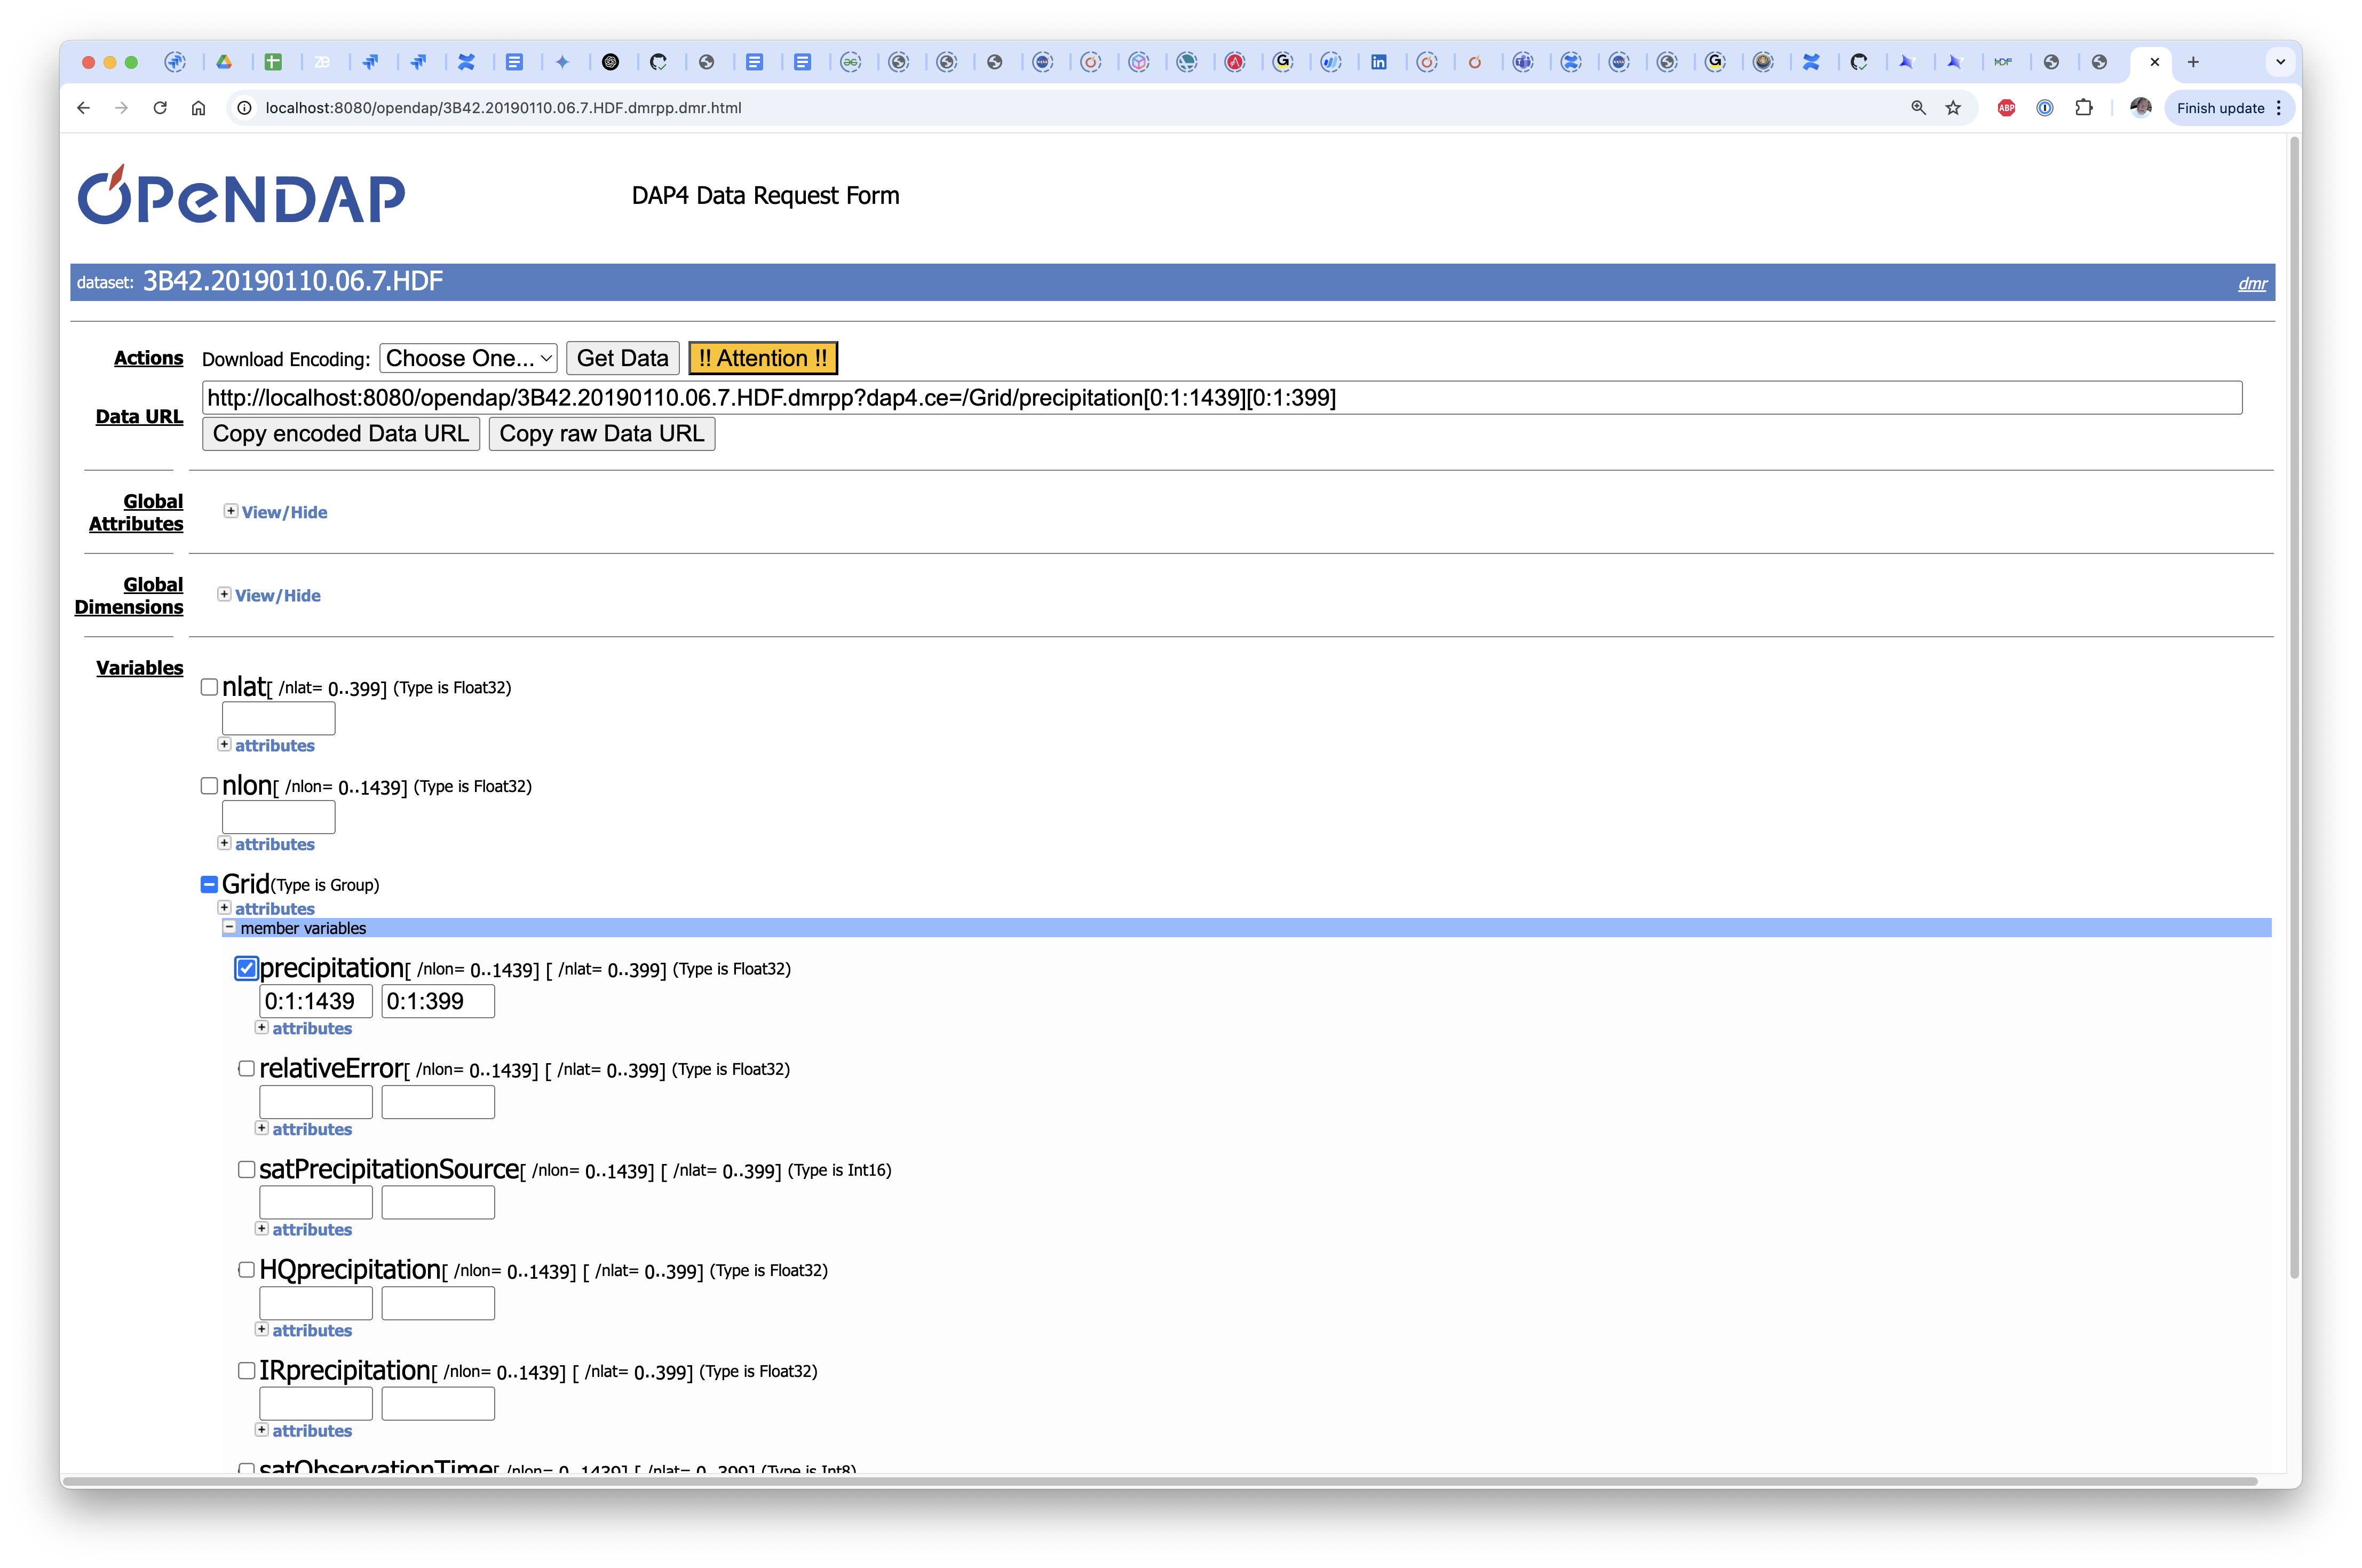 localhost:8080/opendap/3B42.20190110.06.7.HDF.dmrpp.dmr.html
ABP
Finish update
OPeNDAP
DAP4 Data Request Form
dataset: 3B42.20190110.06.7.HDF
dmr
Actions
Download Encoding: Choose One... Get Data !! Attention !!
Data URL
http://localhost:8080/opendap/3B42.20190110.06.7.HDF.dmrpp?dap4.ce=/Grid/precipitation[0:1:1439][0:1:399]
Copy encoded Data URL Copy raw Data URL
Global
Attributes
View/Hide
Global
Dimensions
View/Hide
Variables
nlat[ /nlat= 0..399] (Type is Float32)
attributes
nlon[ /nlon= 0..1439] (Type is Float32)
attributes
Grid(Type is Group)
attributes
member variables
precipitation[ /nlon= 0..1439] [ /nlat= 0..399] (Type is Float32)
0:1:1439 0:1:399
attributes
relativeError[ /nlon= 0..1439] [ /nlat= 0..399] (Type is Float32)
attributes
satPrecipitationSource[ /nlon= 0..1439] [ /nlat= 0..399] (Type is Int16)
attributes
HQprecipitation[ /nlon= 0..1439] [ /nlat= 0..399] (Type is Float32)
attributes
IRprecipitation[ /nlon= 0..1439] [ /nlat= 0..399] (Type is Float32)
attributes
satObservationTime[ /nlon= 0..1439] [ /nlat= 0..399] (Type is Int8)